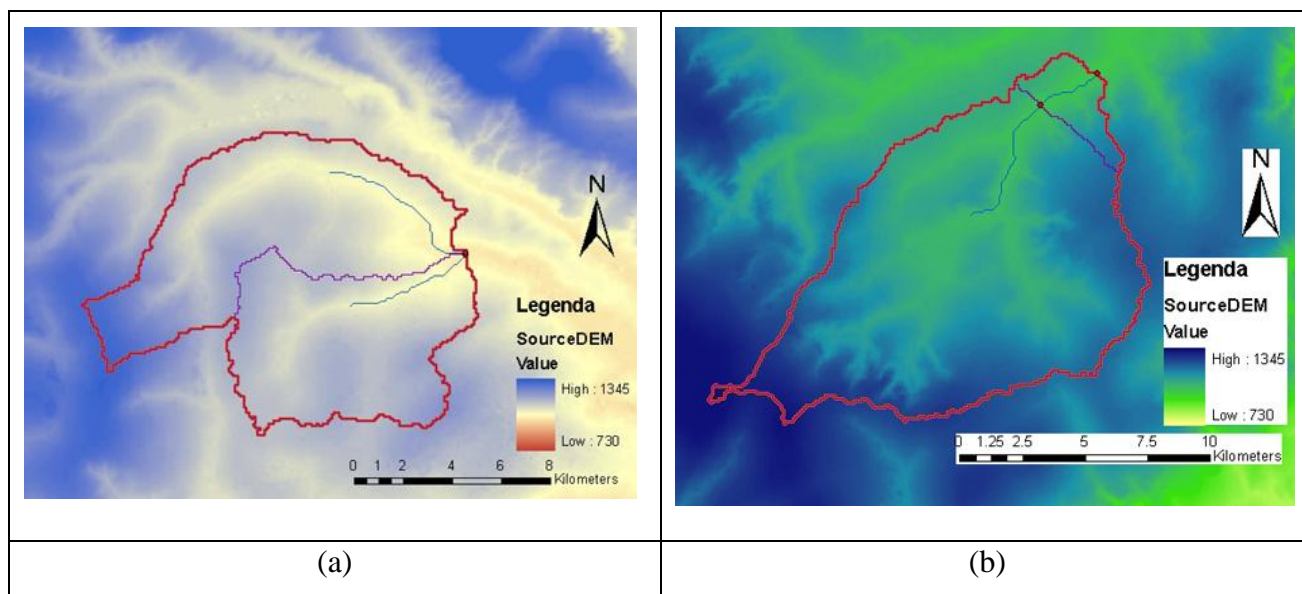 N
Legenda
SourceDEM
Value
High : 1345
Low : 730
0 1 2 4 6 8
Kilometers
N
Legenda
SourceDEM
Value
High : 1345
Low : 730
0 1.25 2.5 5 7.5 10
Kilometers
(a)
(b)